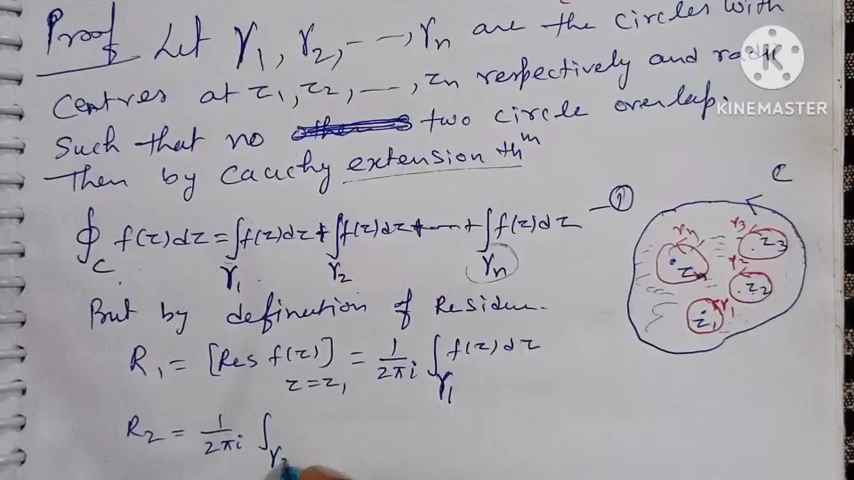 Proof Let γ1, γ2, ---, γn are the circles with
centres at z1, z2, ---, zn respectively and radii
such that no two circle overlap.
Then by cauchy extension thm
∮C f(z)dz = ∫γ1 f(z)dz + ∫γ2 f(z)dz + --- + ∫γn f(z)dz —①
But by definition of Residue.
R1 = [Res f(z)] z=z1 = 1/2πi ∫γ1 f(z)dz
R2 = 1/2πi ∫γ2
C
γn γ3
.z3
zn γ2
.z2
γ1
z1
K
KINEMASTER